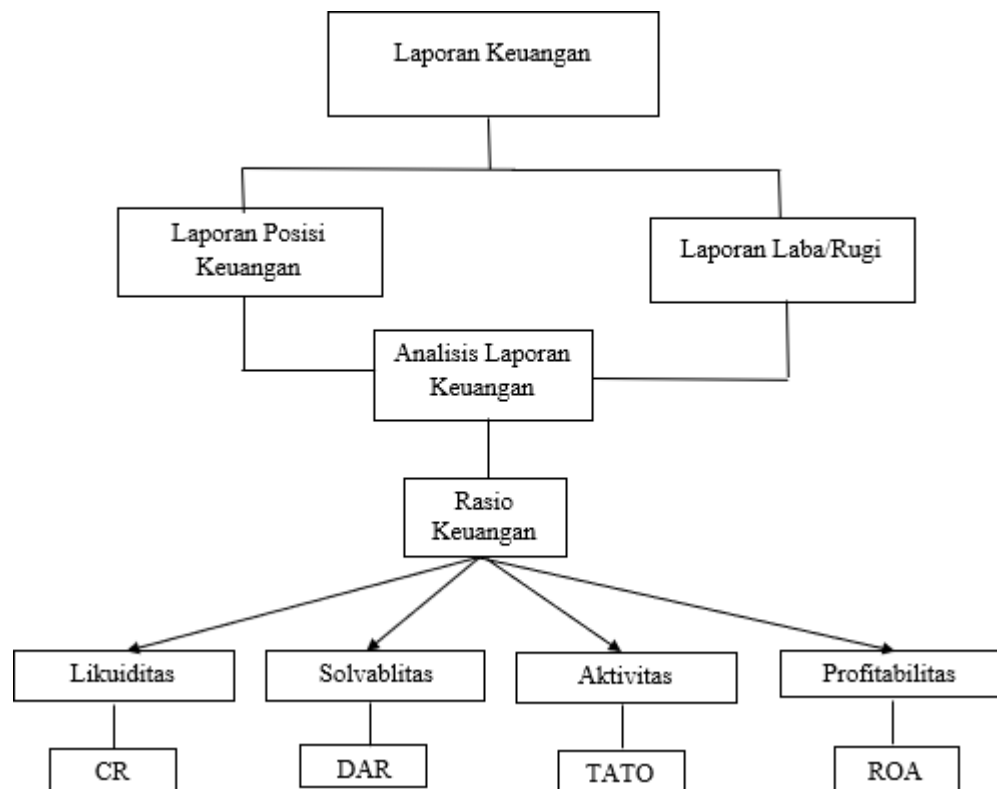 Laporan Keuangan
Laporan Posisi
Keuangan
Laporan Laba/Rugi
Analisis Laporan
Keuangan
Rasio
Keuangan
Likuiditas
Solvablitas
Aktivitas
Profitabilitas
CR
DAR
TATO
ROA